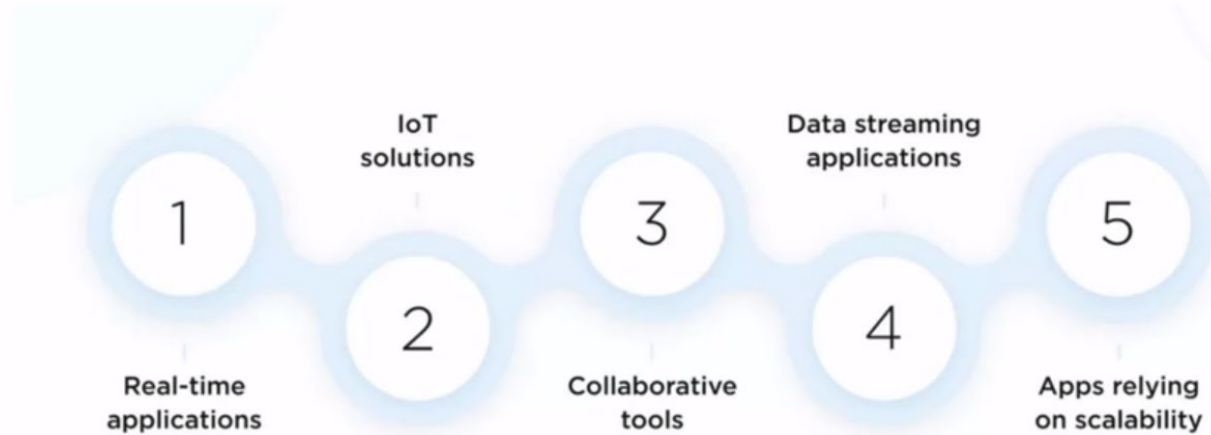 1
Real-time
applications
IoT
solutions
2
3
Collaborative
tools
Data streaming
applications
4
5
Apps relying
on scalability